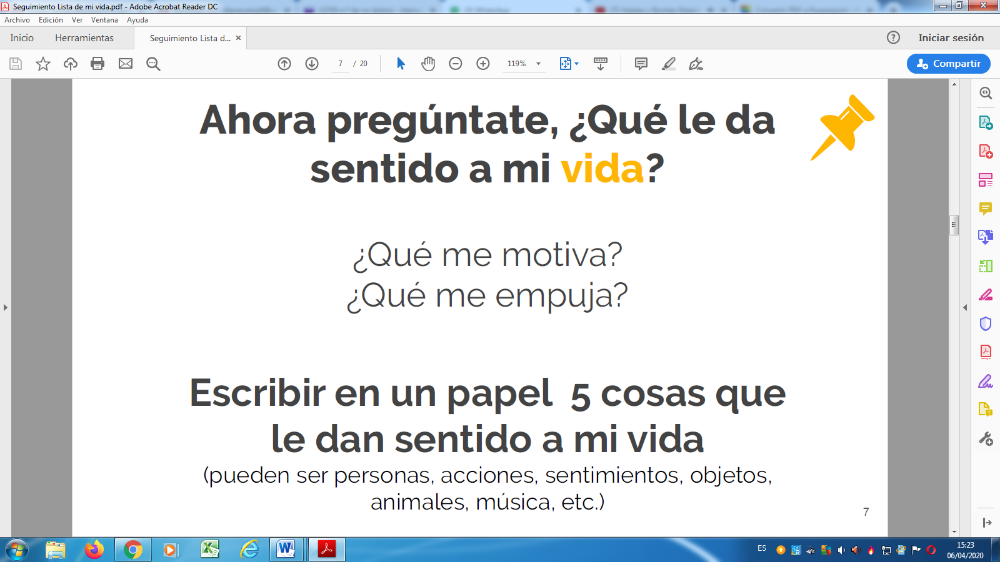 Seguimiento Lista de mi vida.pdf - Adobe Acrobat Reader DC
Archivo Edición Ver Ventana Ayuda
Inicio Herramientas Seguimiento Lista d... × Iniciar sesión
7 / 20 119% Compartir
Ahora pregúntate, ¿Qué le da
sentido a mi vida?
¿Qué me motiva?
¿Qué me empuja?
Escribir en un papel 5 cosas que
le dan sentido a mi vida
(pueden ser personas, acciones, sentimientos, objetos,
animales, música, etc.)
7
ES
15:23
06/04/2020